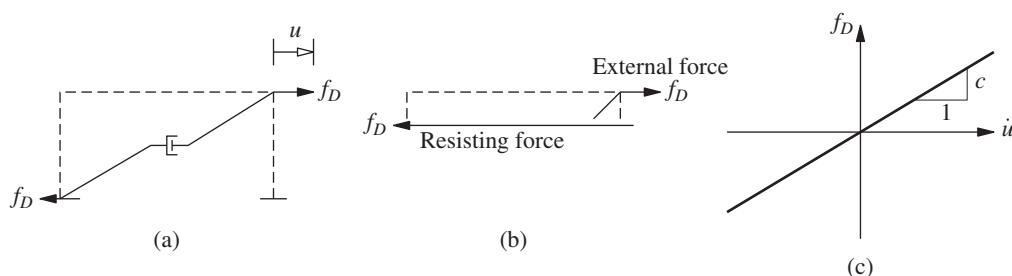 u
f_D
f_D
(a)
External force
f_D
f_D
Resisting force
(b)
f_D
c
1
u̇
(c)